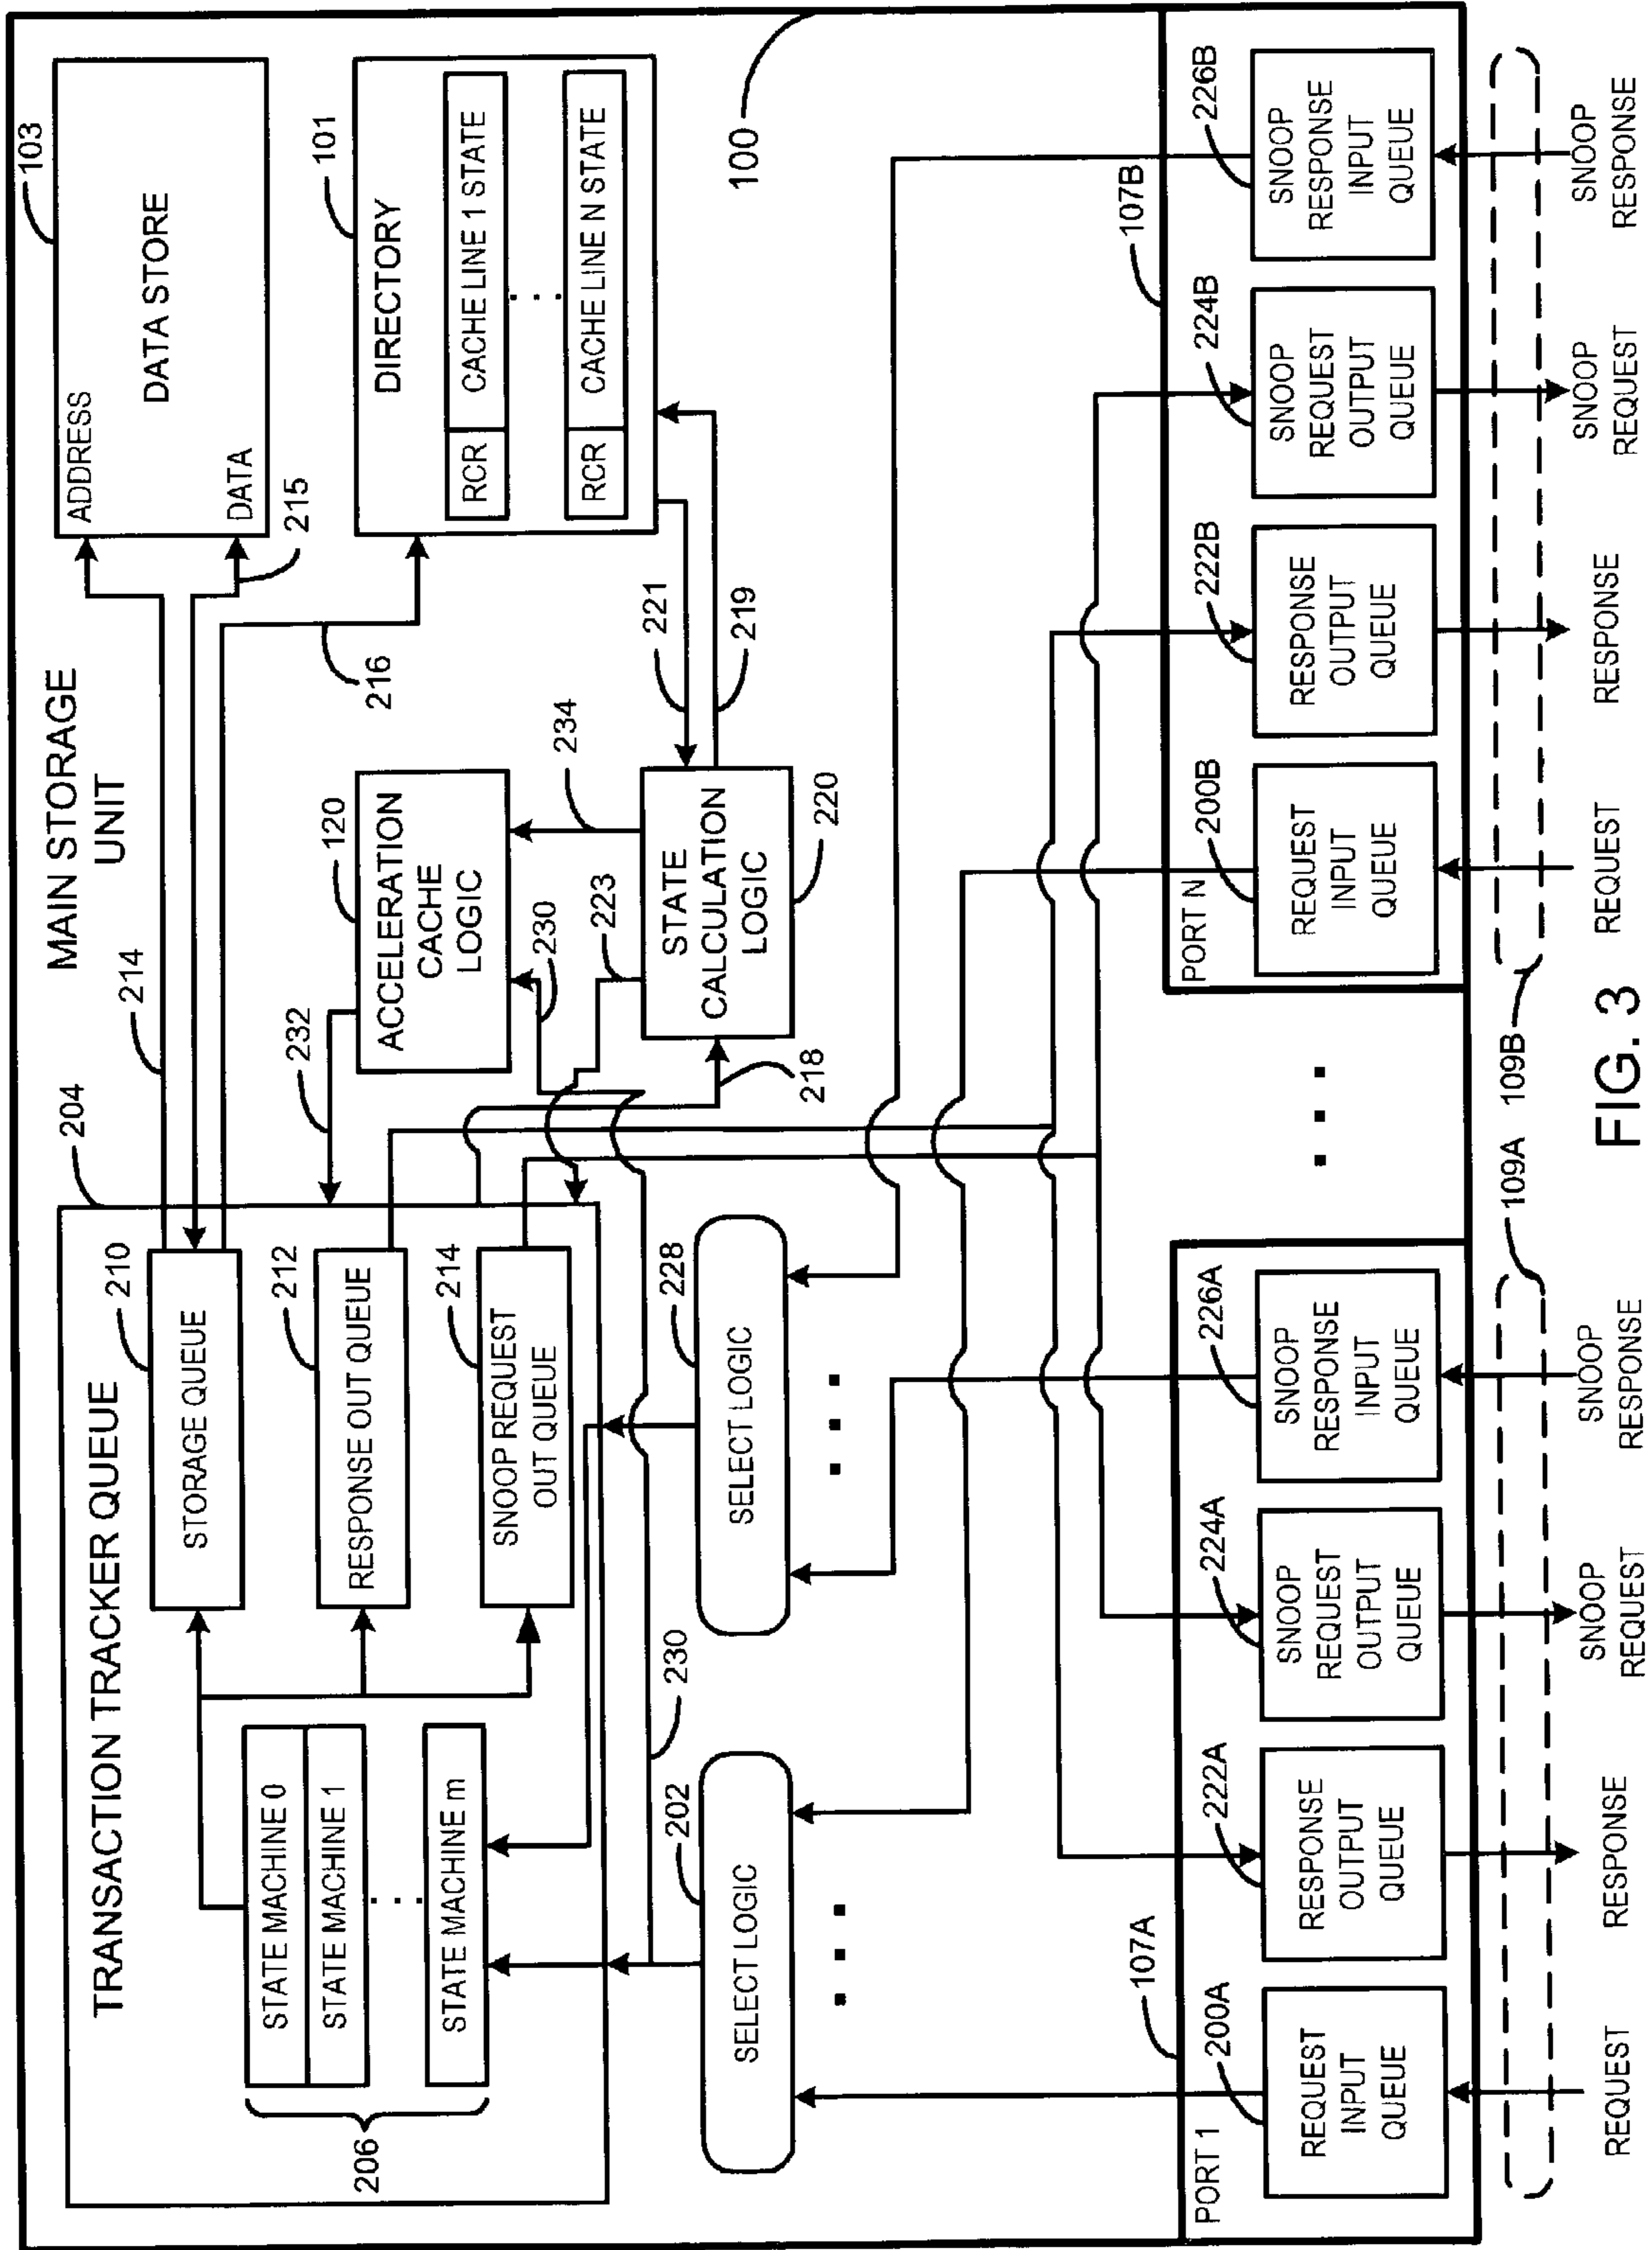 MAIN STORAGE
UNIT
TRANSACTION TRACKER QUEUE
204
206
STATE MACHINE 0
STATE MACHINE 1
...
STATE MACHINE m
210
STORAGE QUEUE
212
RESPONSE OUT QUEUE
214
SNOOP REQUEST
OUT QUEUE
214
232
120
ACCELERATION
CACHE
LOGIC
230
223
234
STATE
CALCULATION
LOGIC
220
218
216
221
219
103
ADDRESS
DATA STORE
DATA
215
101
DIRECTORY
RCR
CACHE LINE 1 STATE
...
RCR
CACHE LINE N STATE
100
202
SELECT LOGIC
...
230
228
SELECT LOGIC
...
107A
PORT 1
200A
REQUEST
INPUT
QUEUE
222A
RESPONSE
OUTPUT
QUEUE
224A
SNOOP
REQUEST
OUTPUT
QUEUE
226A
SNOOP
RESPONSE
INPUT
QUEUE
...
107B
PORT N
200B
REQUEST
INPUT
QUEUE
222B
RESPONSE
OUTPUT
QUEUE
224B
SNOOP
REQUEST
OUTPUT
QUEUE
226B
SNOOP
RESPONSE
INPUT
QUEUE
109A
109B
REQUEST
RESPONSE
SNOOP
REQUEST
SNOOP
RESPONSE
REQUEST
RESPONSE
SNOOP
REQUEST
SNOOP
RESPONSE
FIG. 3